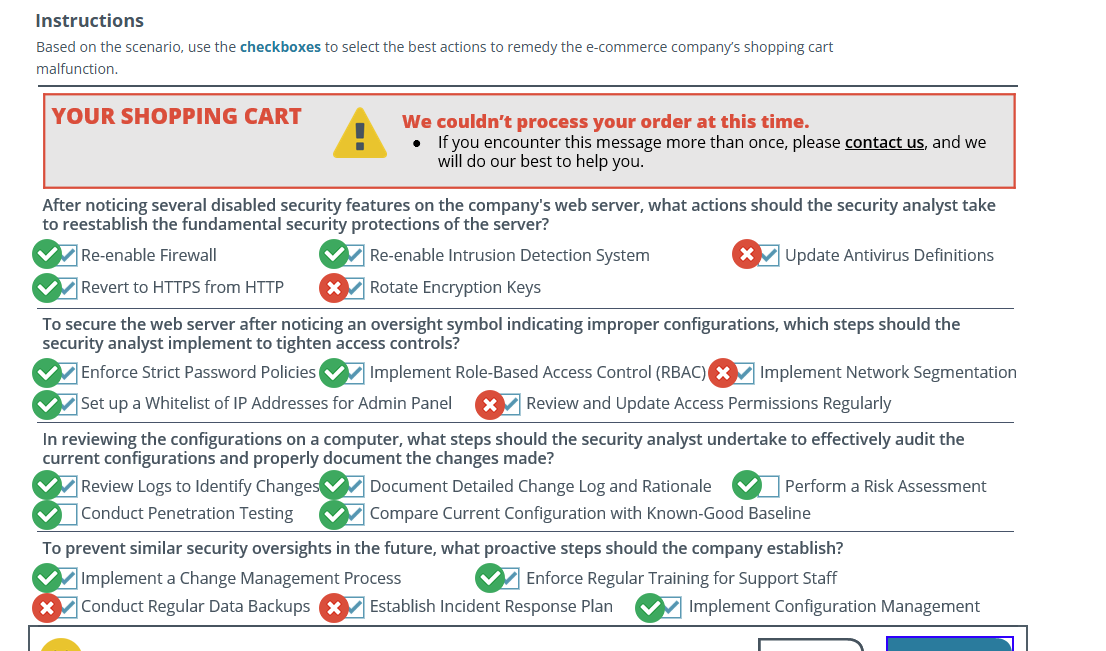 Instructions
Based on the scenario, use the checkboxes to select the best actions to remedy the e-commerce company’s shopping cart
malfunction.
YOUR SHOPPING CART
We couldn’t process your order at this time.
● If you encounter this message more than once, please contact us, and we
will do our best to help you.
After noticing several disabled security features on the company's web server, what actions should the security analyst take
to reestablish the fundamental security protections of the server?
Re-enable Firewall Re-enable Intrusion Detection System Update Antivirus Definitions
Revert to HTTPS from HTTP Rotate Encryption Keys
To secure the web server after noticing an oversight symbol indicating improper configurations, which steps should the
security analyst implement to tighten access controls?
Enforce Strict Password Policies Implement Role-Based Access Control (RBAC) Implement Network Segmentation
Set up a Whitelist of IP Addresses for Admin Panel Review and Update Access Permissions Regularly
In reviewing the configurations on a computer, what steps should the security analyst undertake to effectively audit the
current configurations and properly document the changes made?
Review Logs to Identify Changes Document Detailed Change Log and Rationale Perform a Risk Assessment
Conduct Penetration Testing Compare Current Configuration with Known-Good Baseline
To prevent similar security oversights in the future, what proactive steps should the company establish?
Implement a Change Management Process Enforce Regular Training for Support Staff
Conduct Regular Data Backups Establish Incident Response Plan Implement Configuration Management